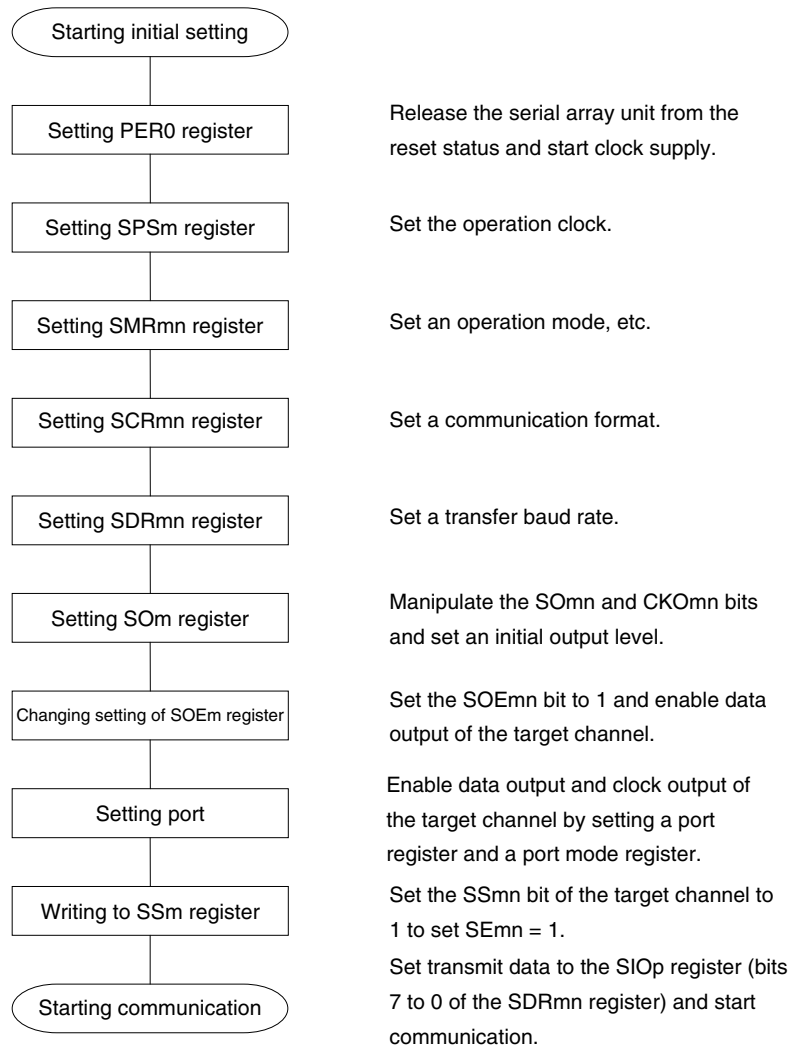 Starting initial setting
Setting PER0 register
Release the serial array unit from the
reset status and start clock supply.
Setting SPSm register
Set the operation clock.
Setting SMRmn register
Set an operation mode, etc.
Setting SCRmn register
Set a communication format.
Setting SDRmn register
Set a transfer baud rate.
Setting SOm register
Manipulate the SOmn and CKOmn bits
and set an initial output level.
Changing setting of SOEm register
Set the SOEmn bit to 1 and enable data
output of the target channel.
Setting port
Enable data output and clock output of
the target channel by setting a port
register and a port mode register.
Writing to SSm register
Set the SSmn bit of the target channel to
1 to set SEmn = 1.
Starting communication
Set transmit data to the SIOp register (bits
7 to 0 of the SDRmn register) and start
communication.